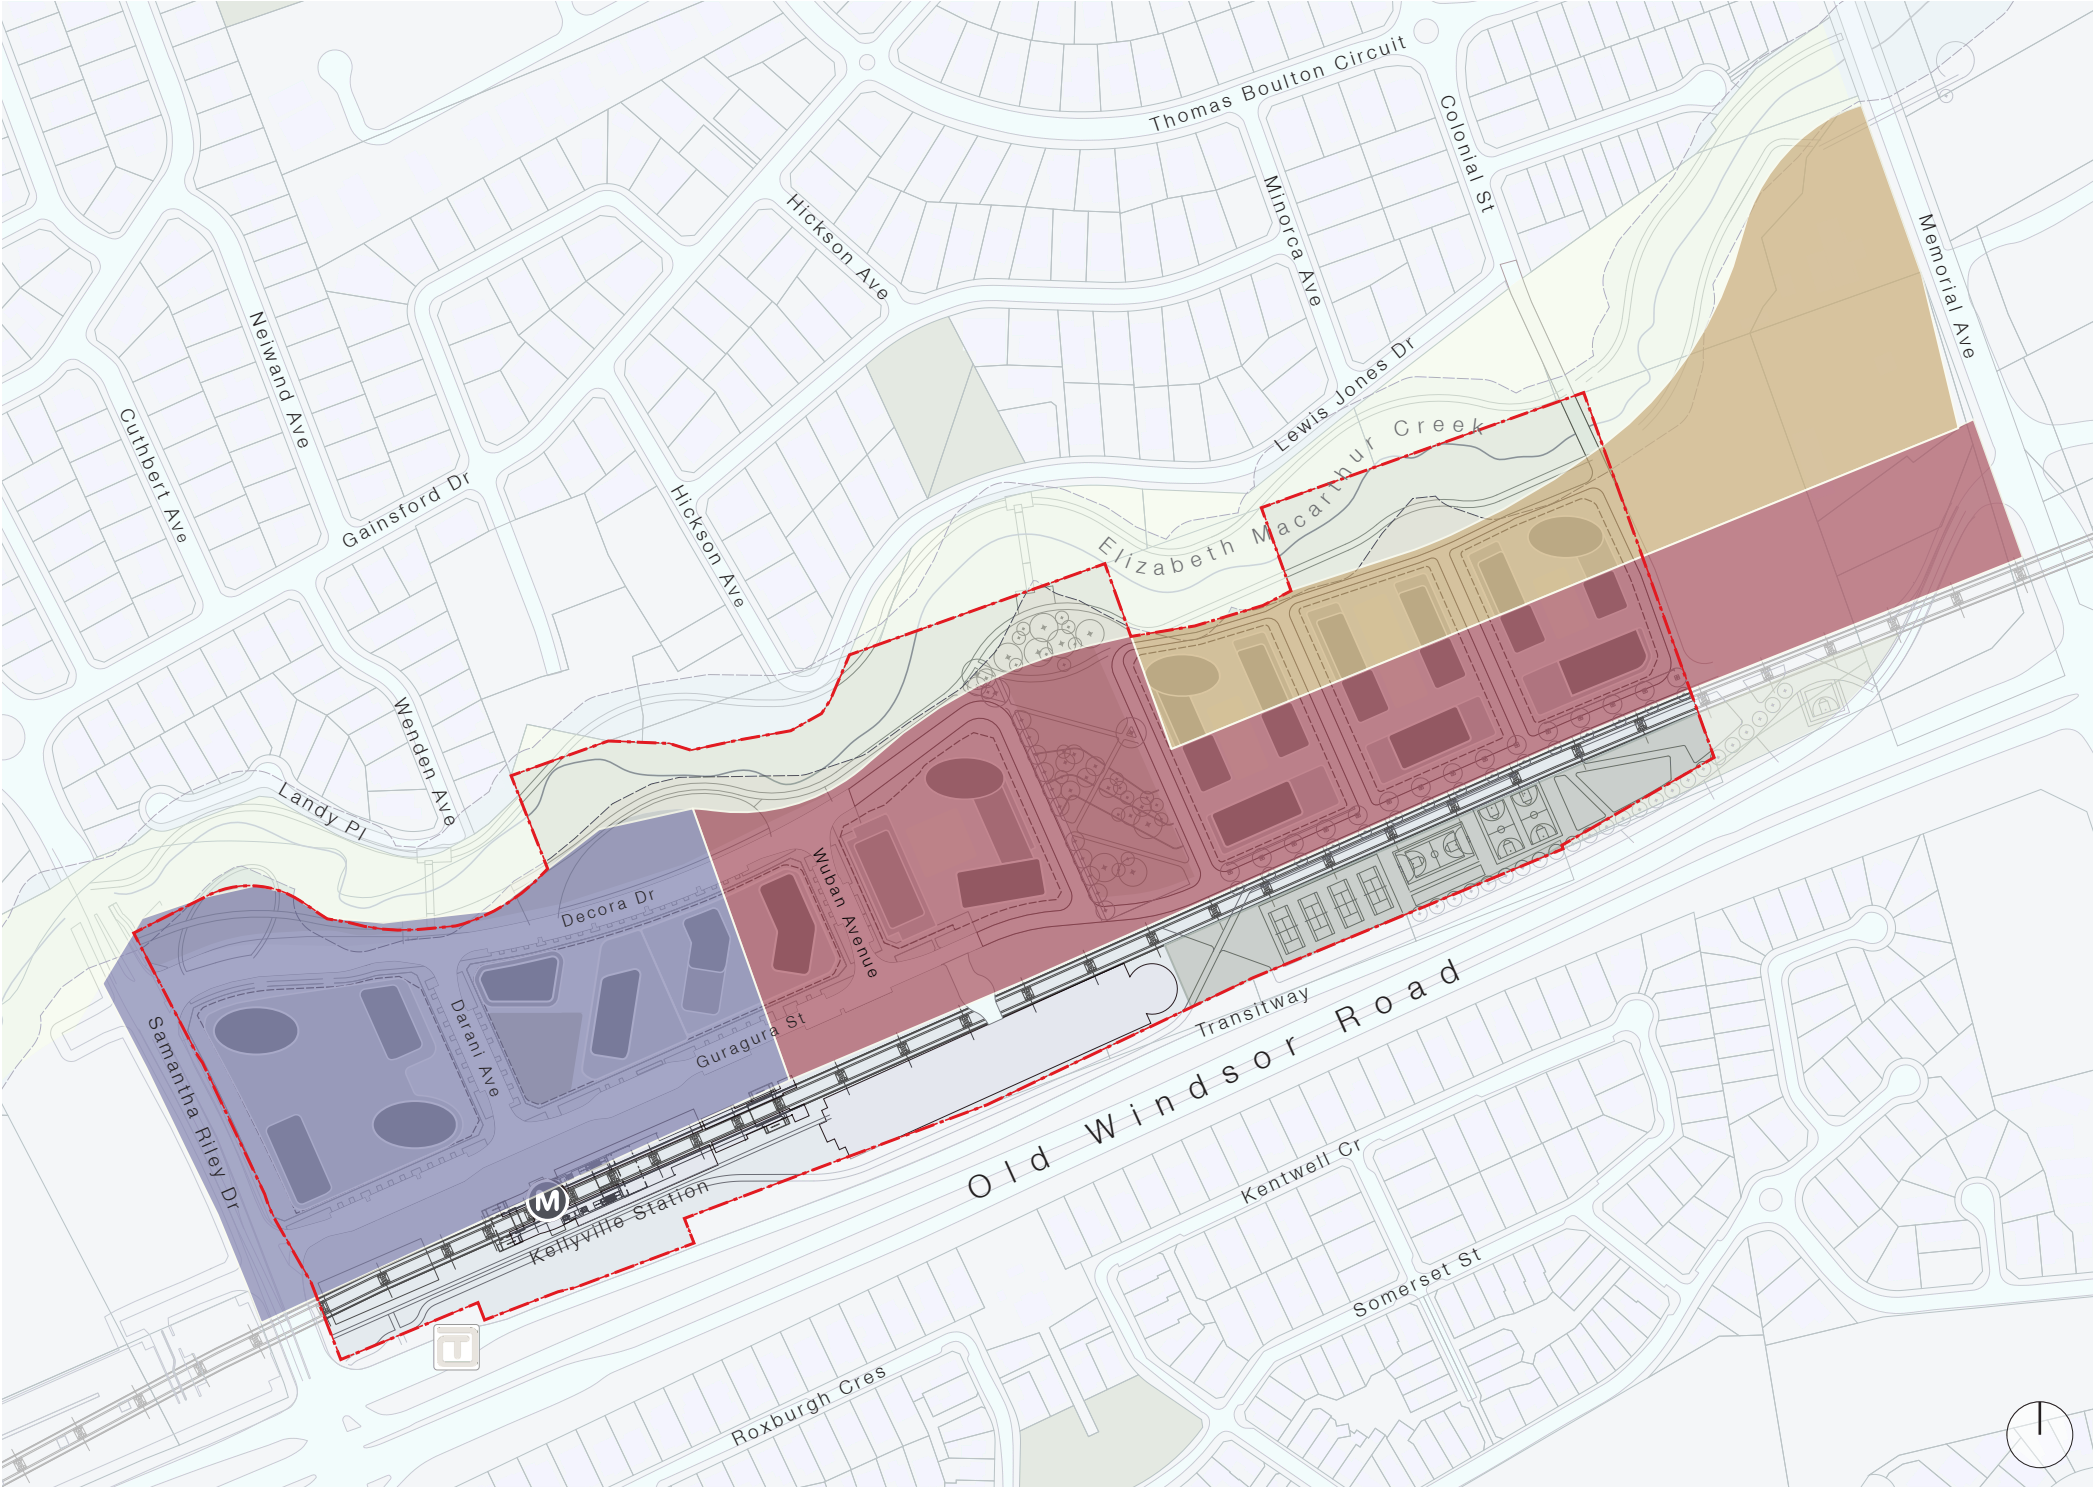 Thomas Boulton Circuit
Colonial St
Minorca Ave
Hickson Ave
Memorial Ave
Neiwand Ave
Cuthbert Ave
Lewis Jones Dr
Elizabeth Macarthur Creek
Gainsford Dr
Hickson Ave
Wenden Ave
Landy Pl
Decora Dr
Wuban Avenue
Darani Ave
Guragura St
Samantha Riley Dr
Transitway
Old Windsor Road
M
Kellyville Station
T
Kentwell Cr
Somerset St
Roxburgh Cres